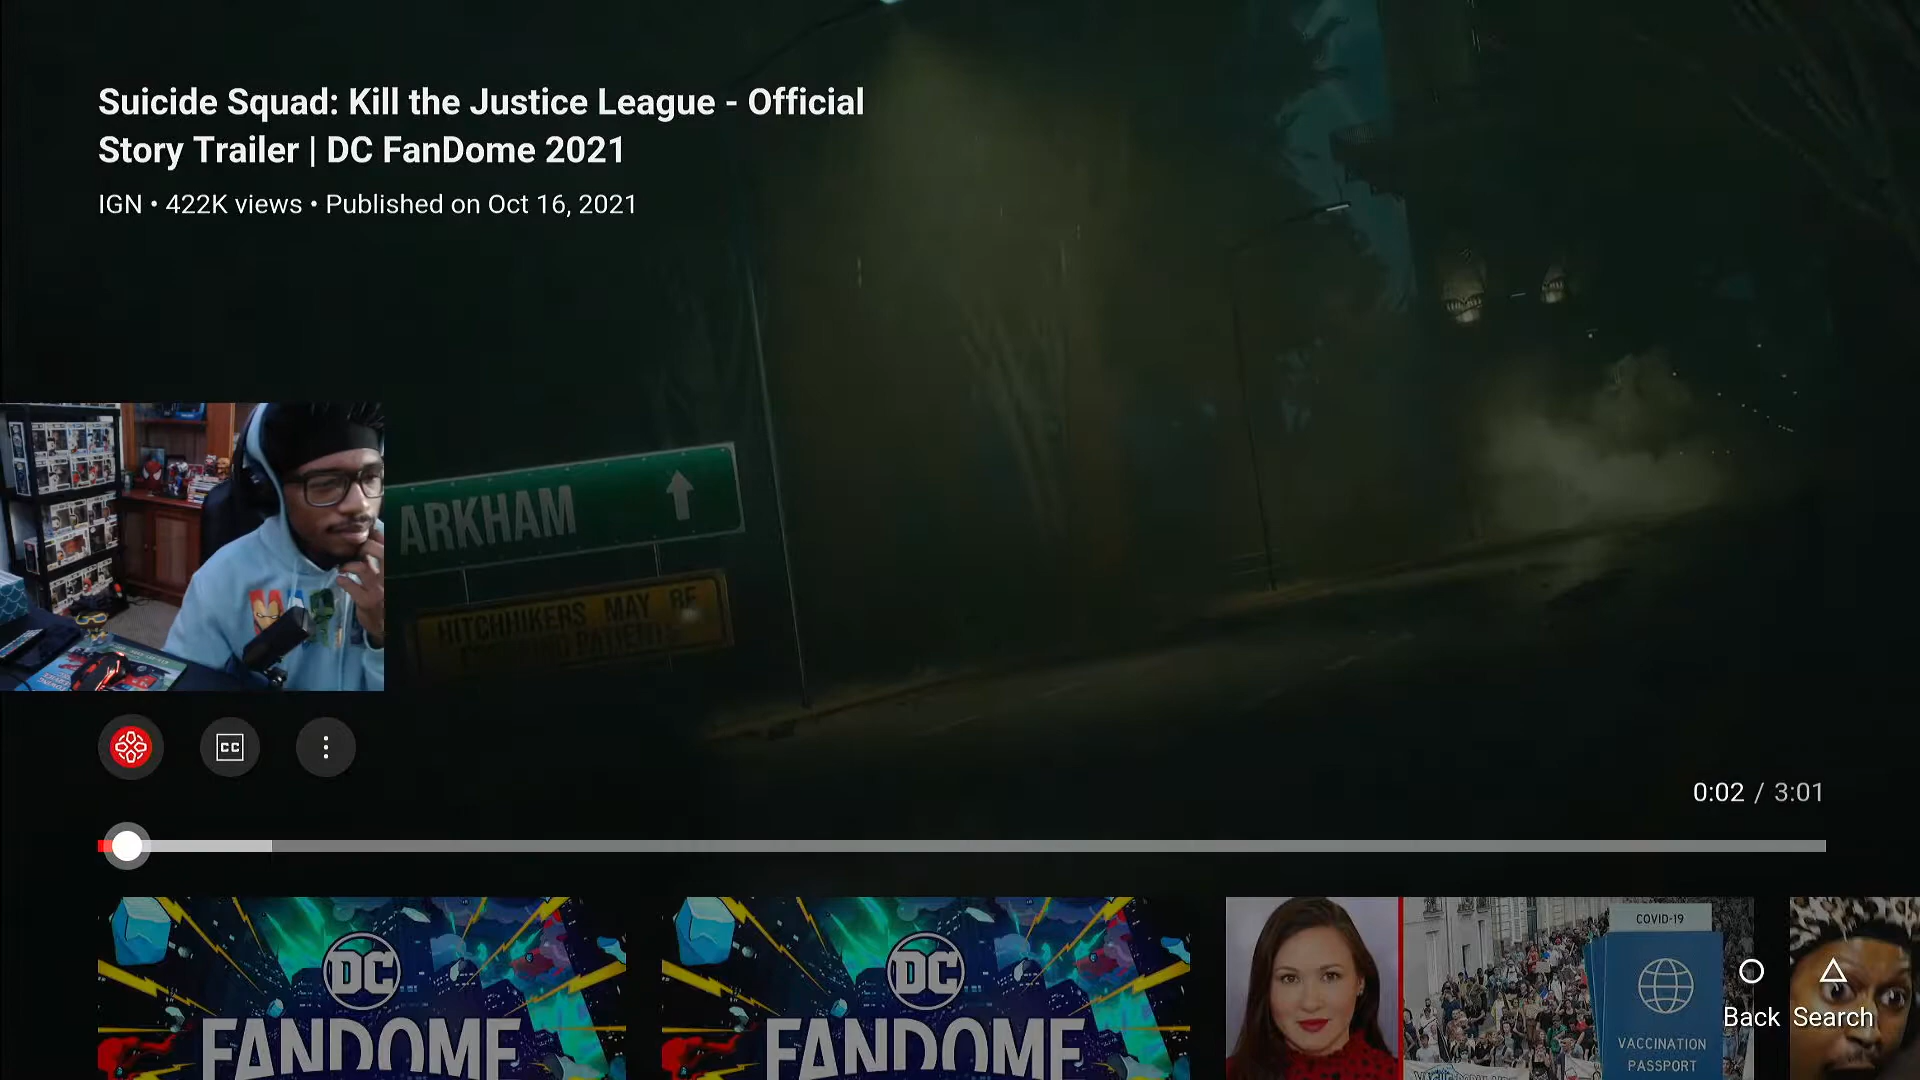 Suicide Squad: Kill the Justice League - Official
Story Trailer | DC FanDome 2021
IGN • 422K views • Published on Oct 16, 2021
ARKHAM
HITCHHIKERS MAY BE
PATIENTS
CC
0:02 / 3:01
DC
FANDOME
DC
FANDOME
COVID-19
VACCINATION
PASSPORT
Back Search